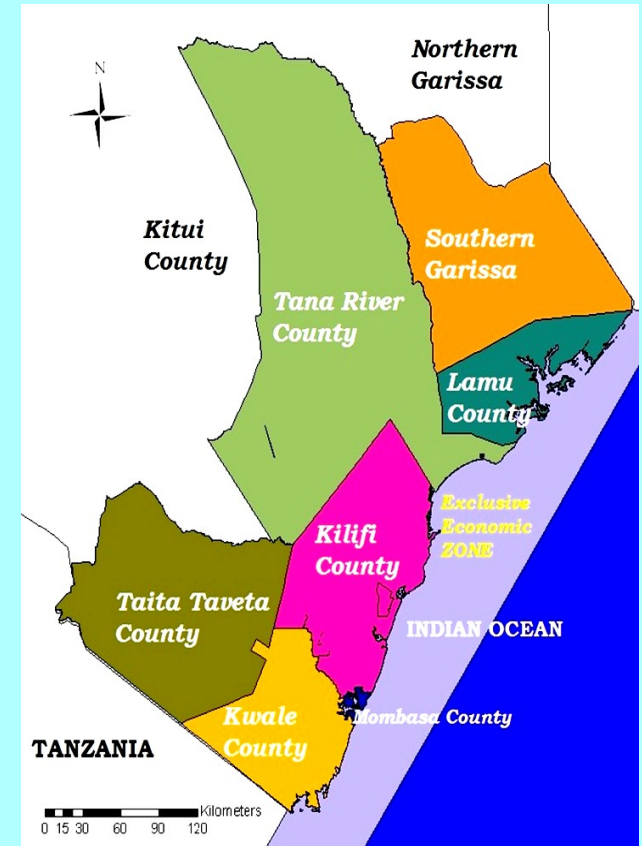 N
Northern
Garissa
Kitui
County
Southern
Garissa
Tana River
County
Lamu
County
Exclusive
Economic
ZONE
Kilifi
County
Taita Taveta
County
INDIAN OCEAN
Kwale
County
Mombasa County
TANZANIA
Kilometers
0 15 30 60 90 120